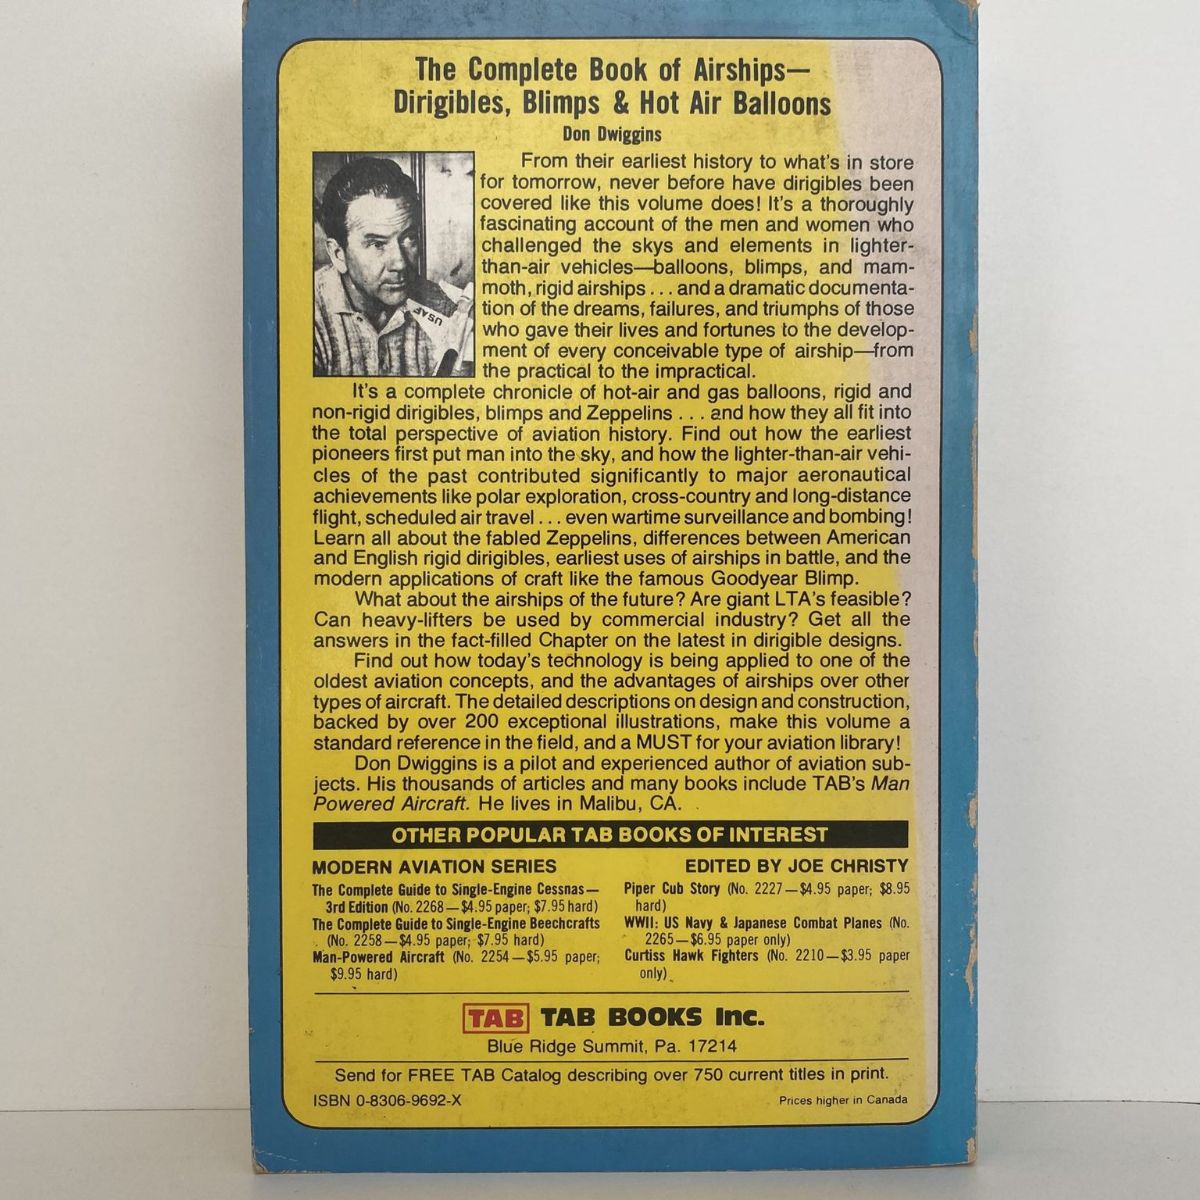 The Complete Book of Airships—
Dirigibles, Blimps & Hot Air Balloons
Don Dwiggins
From their earliest history to what's in store
for tomorrow, never before have dirigibles been
covered like this volume does! It's a thoroughly
fascinating account of the men and women who
challenged the skys and elements in lighter-
than-air vehicles—balloons, blimps, and mam-
moth, rigid airships . . . and a dramatic documenta-
tion of the dreams, failures, and triumphs of those
who gave their lives and fortunes to the develop-
ment of every conceivable type of airship—from
the practical to the impractical.
USAF
It's a complete chronicle of hot-air and gas balloons, rigid and
non-rigid dirigibles, blimps and Zeppelins . . . and how they all fit into
the total perspective of aviation history. Find out how the earliest
pioneers first put man into the sky, and how the lighter-than-air vehi-
cles of the past contributed significantly to major aeronautical
achievements like polar exploration, cross-country and long-distance
flight, scheduled air travel . . . even wartime surveillance and bombing!
Learn all about the fabled Zeppelins, differences between American
and English rigid dirigibles, earliest uses of airships in battle, and the
modern applications of craft like the famous Goodyear Blimp.
What about the airships of the future? Are giant LTA's feasible?
Can heavy-lifters be used by commercial industry? Get all the
answers in the fact-filled Chapter on the latest in dirigible designs.
Find out how today's technology is being applied to one of the
oldest aviation concepts, and the advantages of airships over other
types of aircraft. The detailed descriptions on design and construction,
backed by over 200 exceptional illustrations, make this volume a
standard reference in the field, and a MUST for your aviation library!
Don Dwiggins is a pilot and experienced author of aviation sub-
jects. His thousands of articles and many books include TAB's Man
Powered Aircraft. He lives in Malibu, CA.
OTHER POPULAR TAB BOOKS OF INTEREST
MODERN AVIATION SERIES
The Complete Guide to Single-Engine Cessnas—
3rd Edition (No. 2268—$4.95 paper; $7.95 hard)
The Complete Guide to Single-Engine Beechcrafts
(No. 2258—$4.95 paper; $7.95 hard)
Man-Powered Aircraft (No. 2254—$5.95 paper;
$9.95 hard)
EDITED BY JOE CHRISTY
Piper Cub Story (No. 2227—$4.95 paper; $8.95
hard)
WWII: US Navy & Japanese Combat Planes (No.
2265—$6.95 paper only)
Curtiss Hawk Fighters (No. 2210—$3.95 paper
only)
TAB TAB BOOKS Inc.
Blue Ridge Summit, Pa. 17214
Send for FREE TAB Catalog describing over 750 current titles in print.
ISBN 0-8306-9692-X
Prices higher in Canada